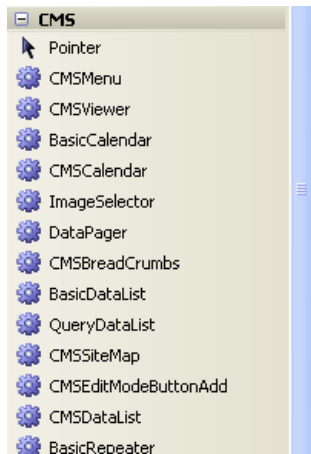 CMS
Pointer
CMSMenu
CMSViewer
BasicCalendar
CMSCalendar
ImageSelector
DataPager
CMSBreadCrumbs
BasicDataList
QueryDataList
CMSSiteMap
CMSEditModeButtonAdd
CMSDataList
BasicRepeater